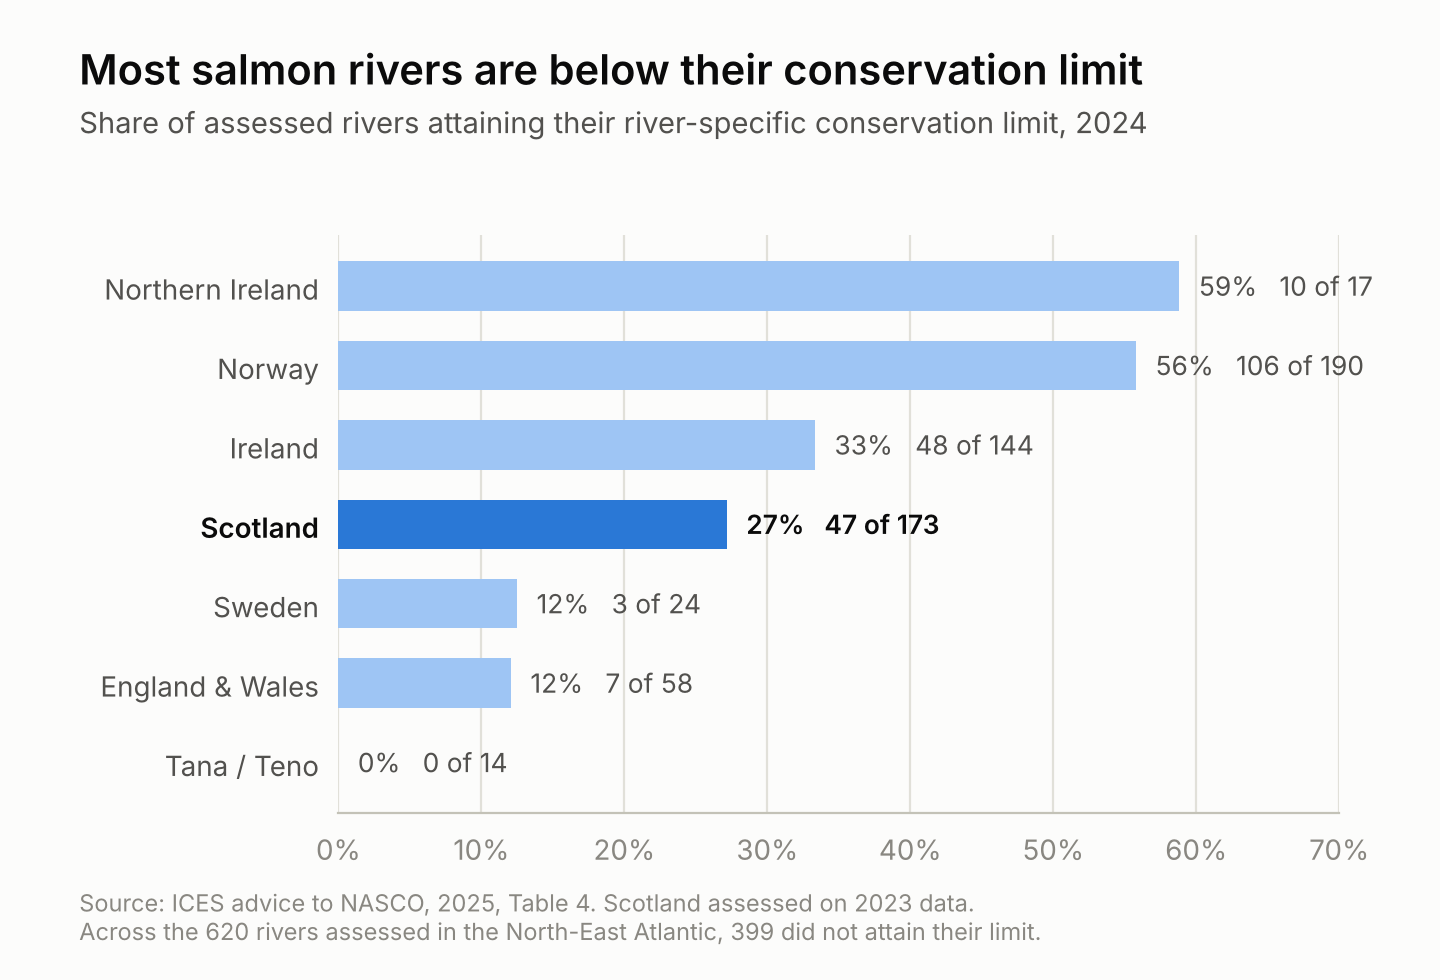 Most salmon rivers are below their conservation limit
Share of assessed rivers attaining their river-specific conservation limit, 2024
Northern Ireland 59% 10 of 17
Norway 56% 106 of 190
Ireland 33% 48 of 144
Scotland 27% 47 of 173
Sweden 12% 3 of 24
England & Wales 12% 7 of 58
Tana / Teno 0% 0 of 14
0% 10% 20% 30% 40% 50% 60% 70%
Source: ICES advice to NASCO, 2025, Table 4. Scotland assessed on 2023 data.
Across the 620 rivers assessed in the North-East Atlantic, 399 did not attain their limit.